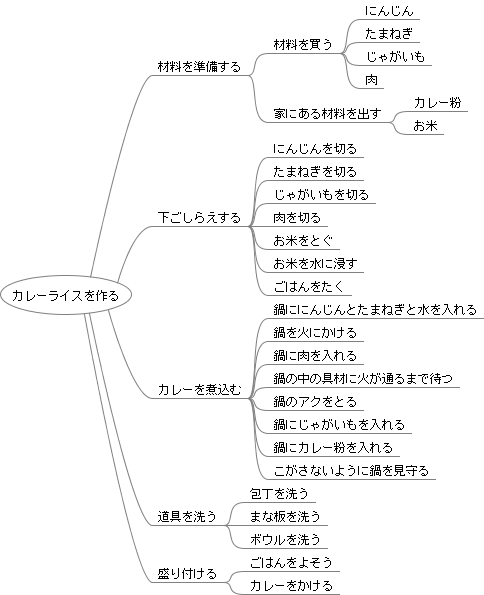 カレーライスを作る
材料を準備する
材料を買う
にんじん
たまねぎ
じゃがいも
肉
家にある材料を出す
カレー粉
お米
下ごしらえする
にんじんを切る
たまねぎを切る
じゃがいもを切る
肉を切る
お米をとぐ
お米を水に浸す
ごはんをたく
カレーを煮込む
鍋ににんじんとたまねぎと水を入れる
鍋を火にかける
鍋に肉を入れる
鍋の中の具材に火が通るまで待つ
鍋のアクをとる
鍋にじゃがいもを入れる
鍋にカレー粉を入れる
こがさないように鍋を見守る
道具を洗う
包丁を洗う
まな板を洗う
ボウルを洗う
盛り付ける
ごはんをよそう
カレーをかける